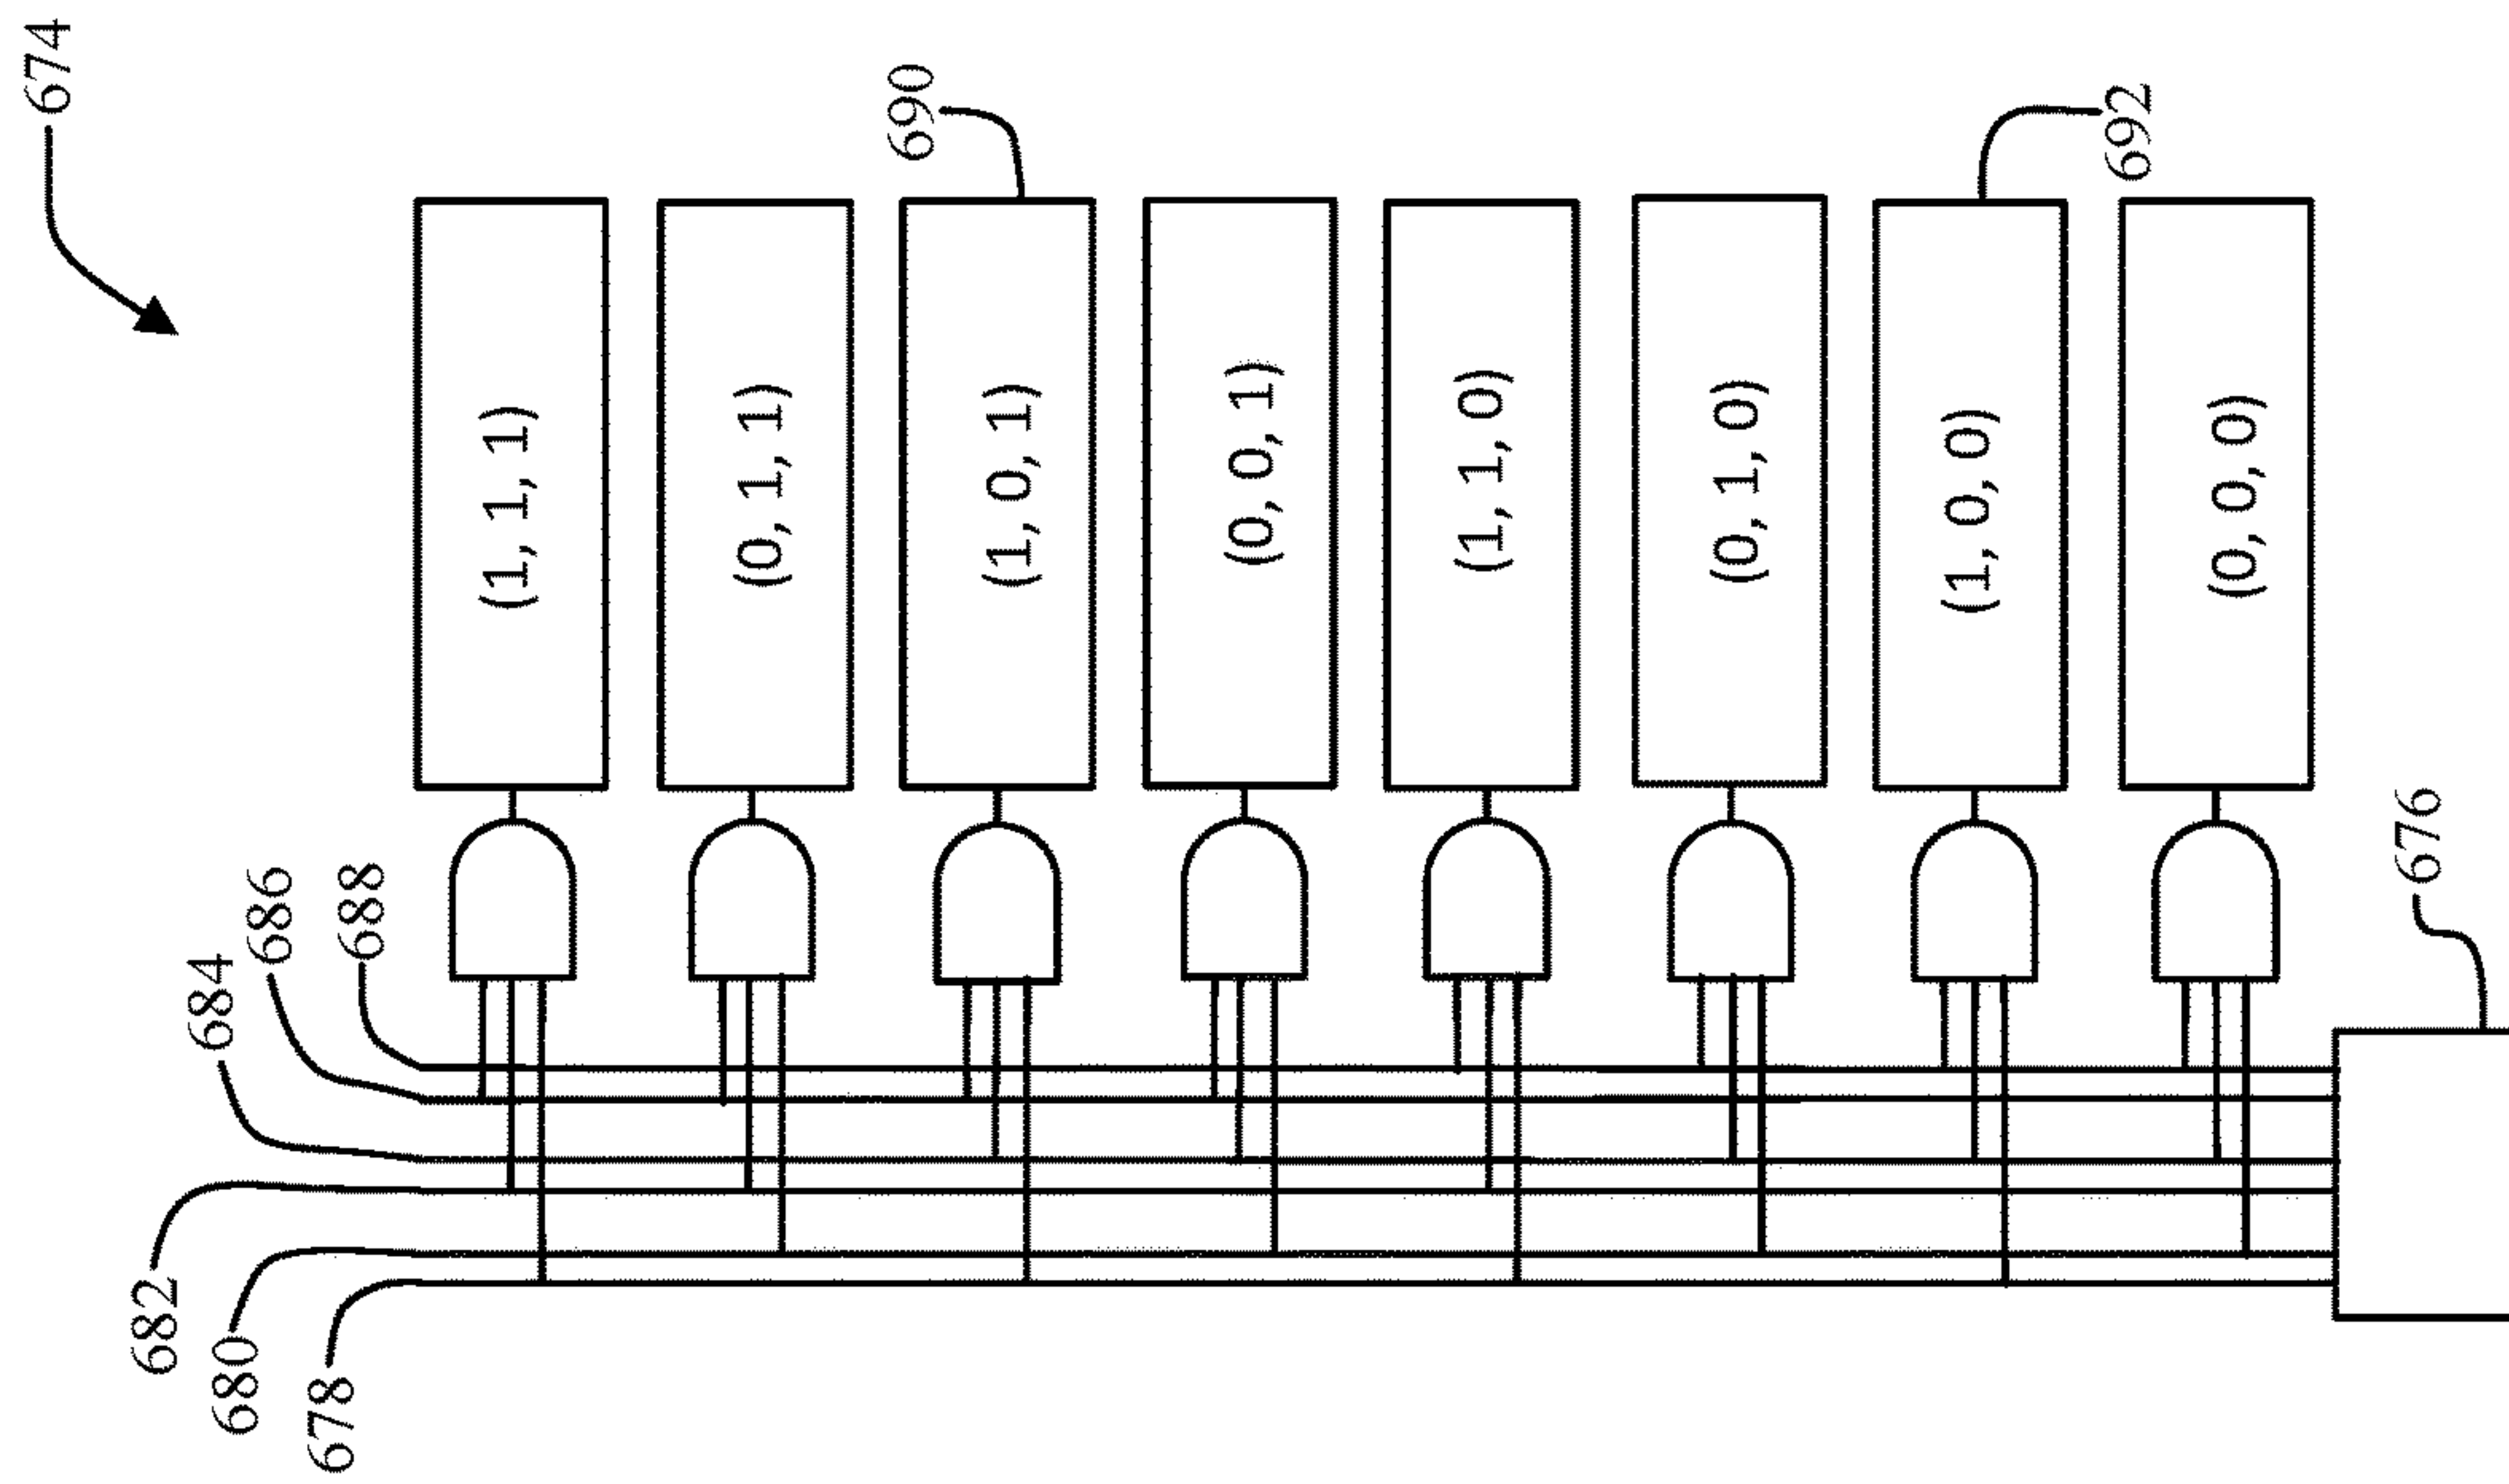 674
682
684
680
686
678
688
(1, 1, 1)
(0, 1, 1)
690
(1, 0, 1)
(0, 0, 1)
(1, 1, 0)
(0, 1, 0)
(1, 0, 0)
692
(0, 0, 0)
676